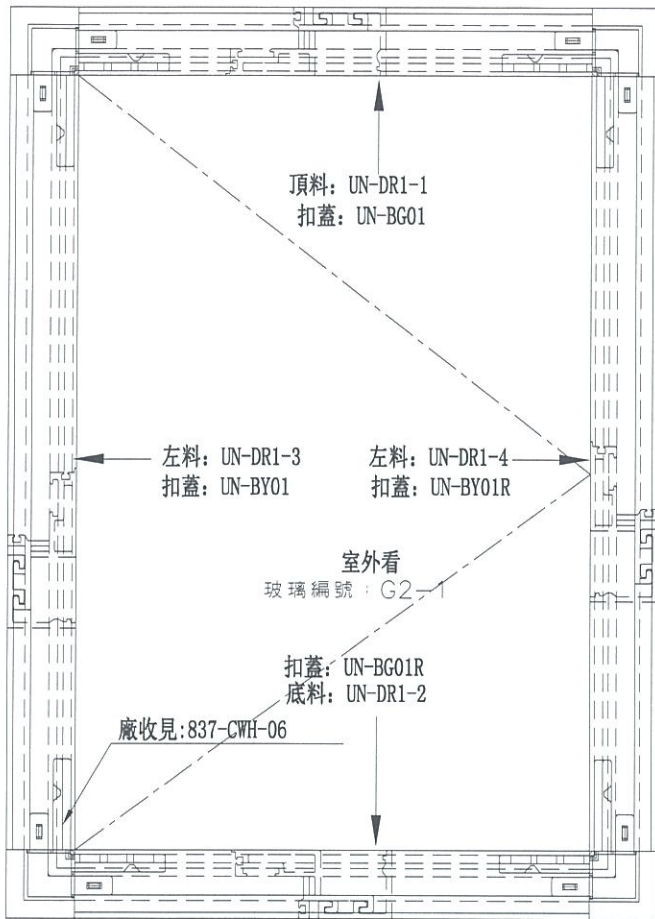 頂料: UN-DR1-1
扣蓋: UN-BG01
左料: UN-DR1-3
扣蓋: UN-BY01
左料: UN-DR1-4
扣蓋: UN-BY01R
室外看
玻璃編號：G2-1
扣蓋: UN-BG01R
底料: UN-DR1-2
廠收見:837-CWH-06